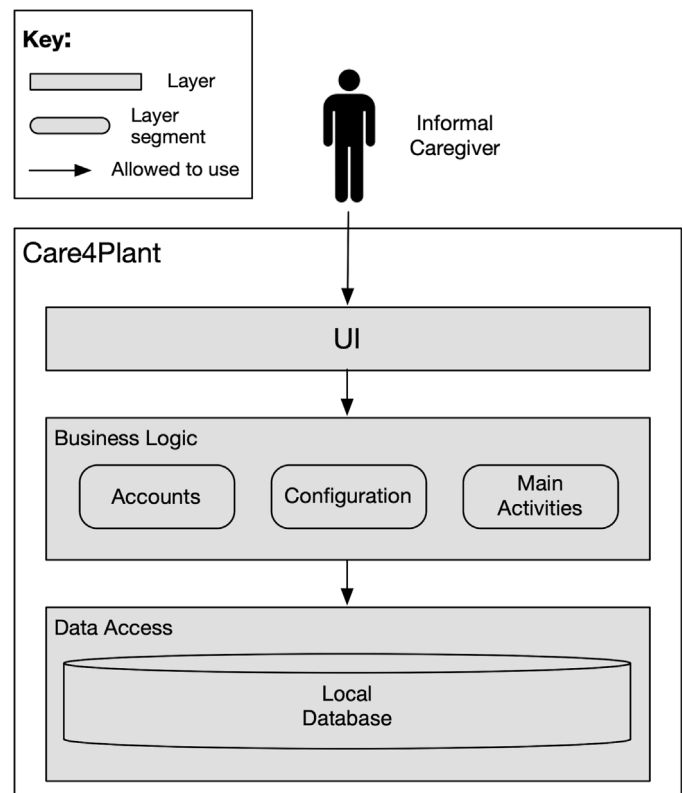 Key:
Layer
Layer
segment
Allowed to use
Informal
Caregiver
Care4Plant
UI
Business Logic
Accounts
Configuration
Main
Activities
Data Access
Local
Database